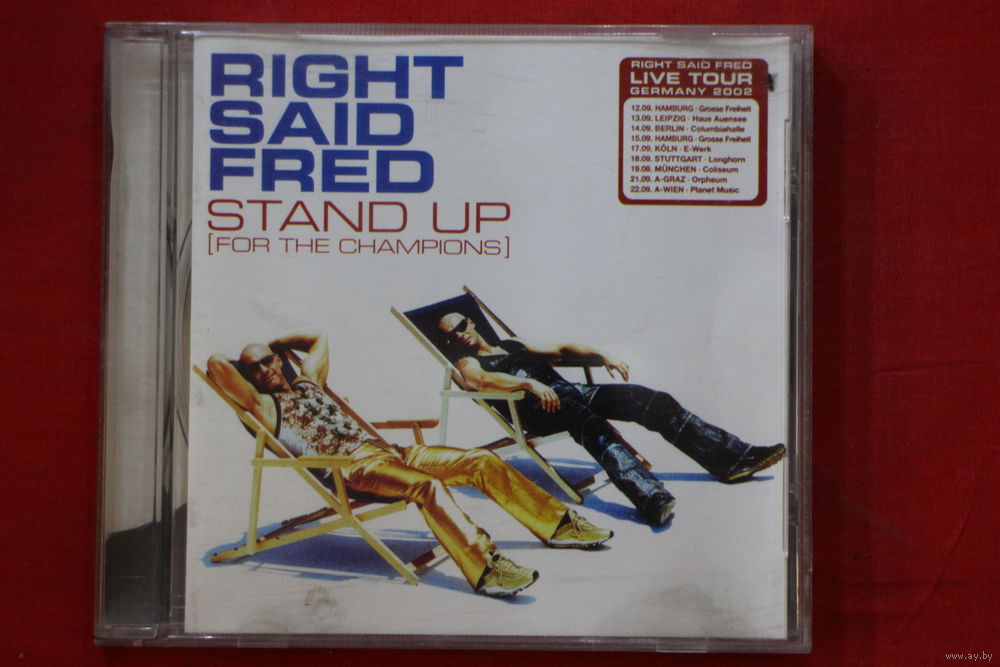 RIGHT
SAID
FRED
STAND UP
[FOR THE CHAMPIONS]
RIGHT SAID FRED
LIVE TOUR
GERMANY 2002
12.09. HAMBURG · Grosse Freiheit
13.09. LEIPZIG · Haus Auensee
14.09. BERLIN · Columbiahalle
15.09. HAMBURG · Grosse Freiheit
17.09. KÖLN · E-Werk
18.09. STUTTGART · Longhorn
19.09. MÜNCHEN · Coliseum
21.09. A-GRAZ · Orpheum
22.09. A-WIEN · Planet Music
www.ay.by